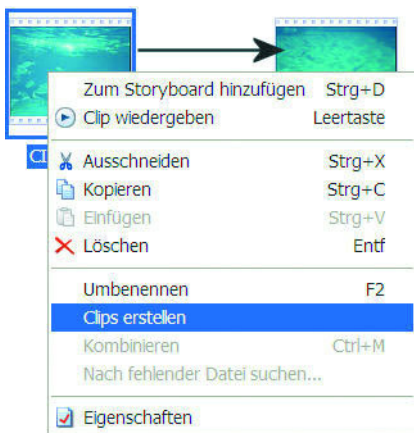 Zum Storyboard hinzufügen Strg+D
Clip wiedergeben Leertaste
Ausschneiden Strg+X
Kopieren Strg+C
Einfügen Strg+V
Löschen Entf
Umbenennen F2
Clips erstellen
Kombinieren Ctrl+M
Nach fehlender Datei suchen...
Eigenschaften